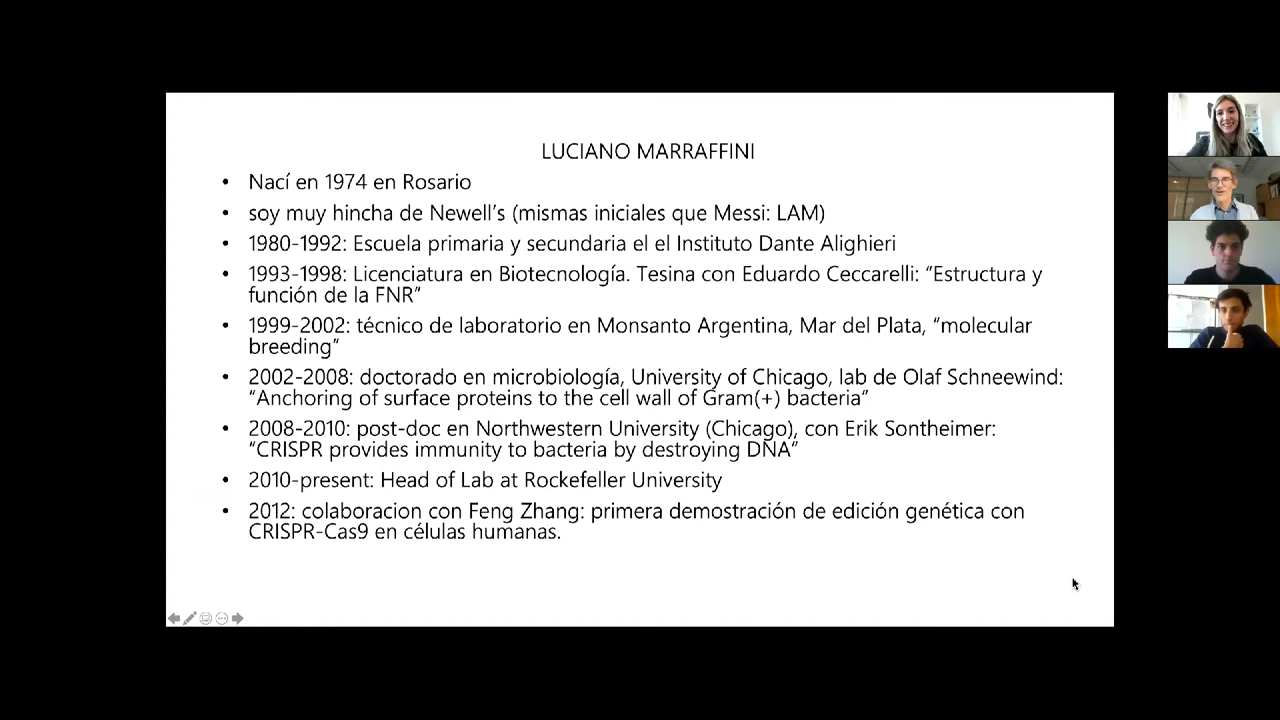 LUCIANO MARRAFFINI
• Nací en 1974 en Rosario
• soy muy hincha de Newell’s (mismas iniciales que Messi: LAM)
• 1980-1992: Escuela primaria y secundaria el el Instituto Dante Alighieri
• 1993-1998: Licenciatura en Biotecnología. Tesina con Eduardo Ceccarelli: “Estructura y
función de la FNR”
• 1999-2002: técnico de laboratorio en Monsanto Argentina, Mar del Plata, “molecular
breeding”
• 2002-2008: doctorado en microbiología, University of Chicago, lab de Olaf Schneewind:
“Anchoring of surface proteins to the cell wall of Gram(+) bacteria”
• 2008-2010: post-doc en Northwestern University (Chicago), con Erik Sontheimer:
“CRISPR provides immunity to bacteria by destroying DNA”
• 2010-present: Head of Lab at Rockefeller University
• 2012: colaboracion con Feng Zhang: primera demostración de edición genética con
CRISPR-Cas9 en células humanas.